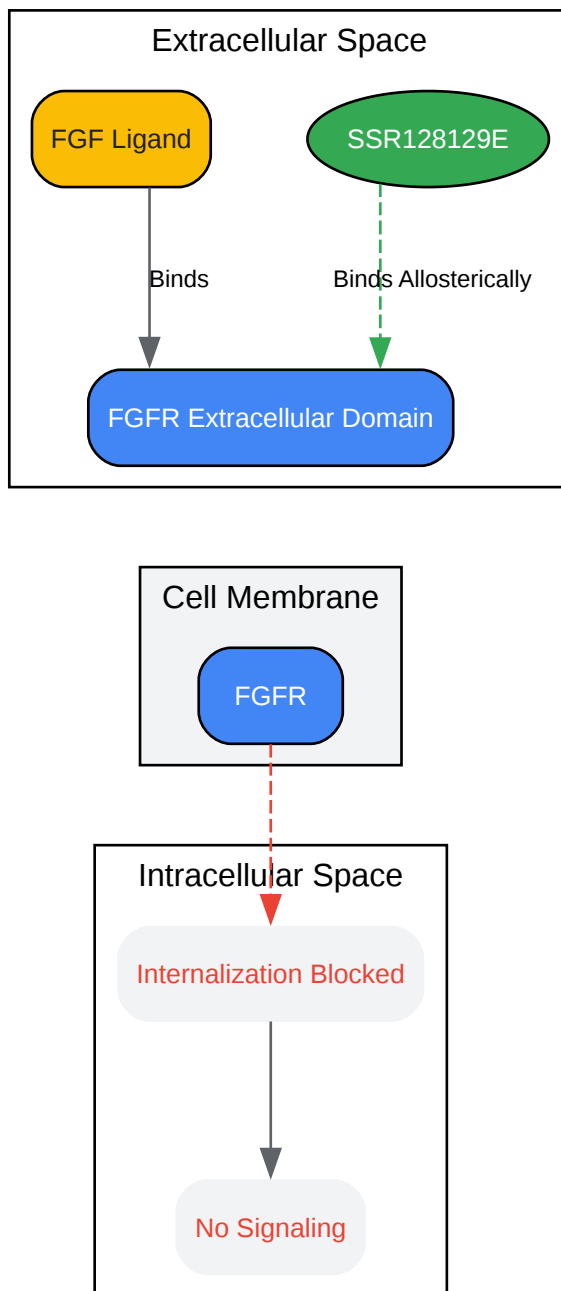 Extracellular Space
FGF Ligand
SSR128129E
Binds
Binds Allosterically
FGFR Extracellular Domain
Cell Membrane
FGFR
Intracellular Space
Internalization Blocked
No Signaling